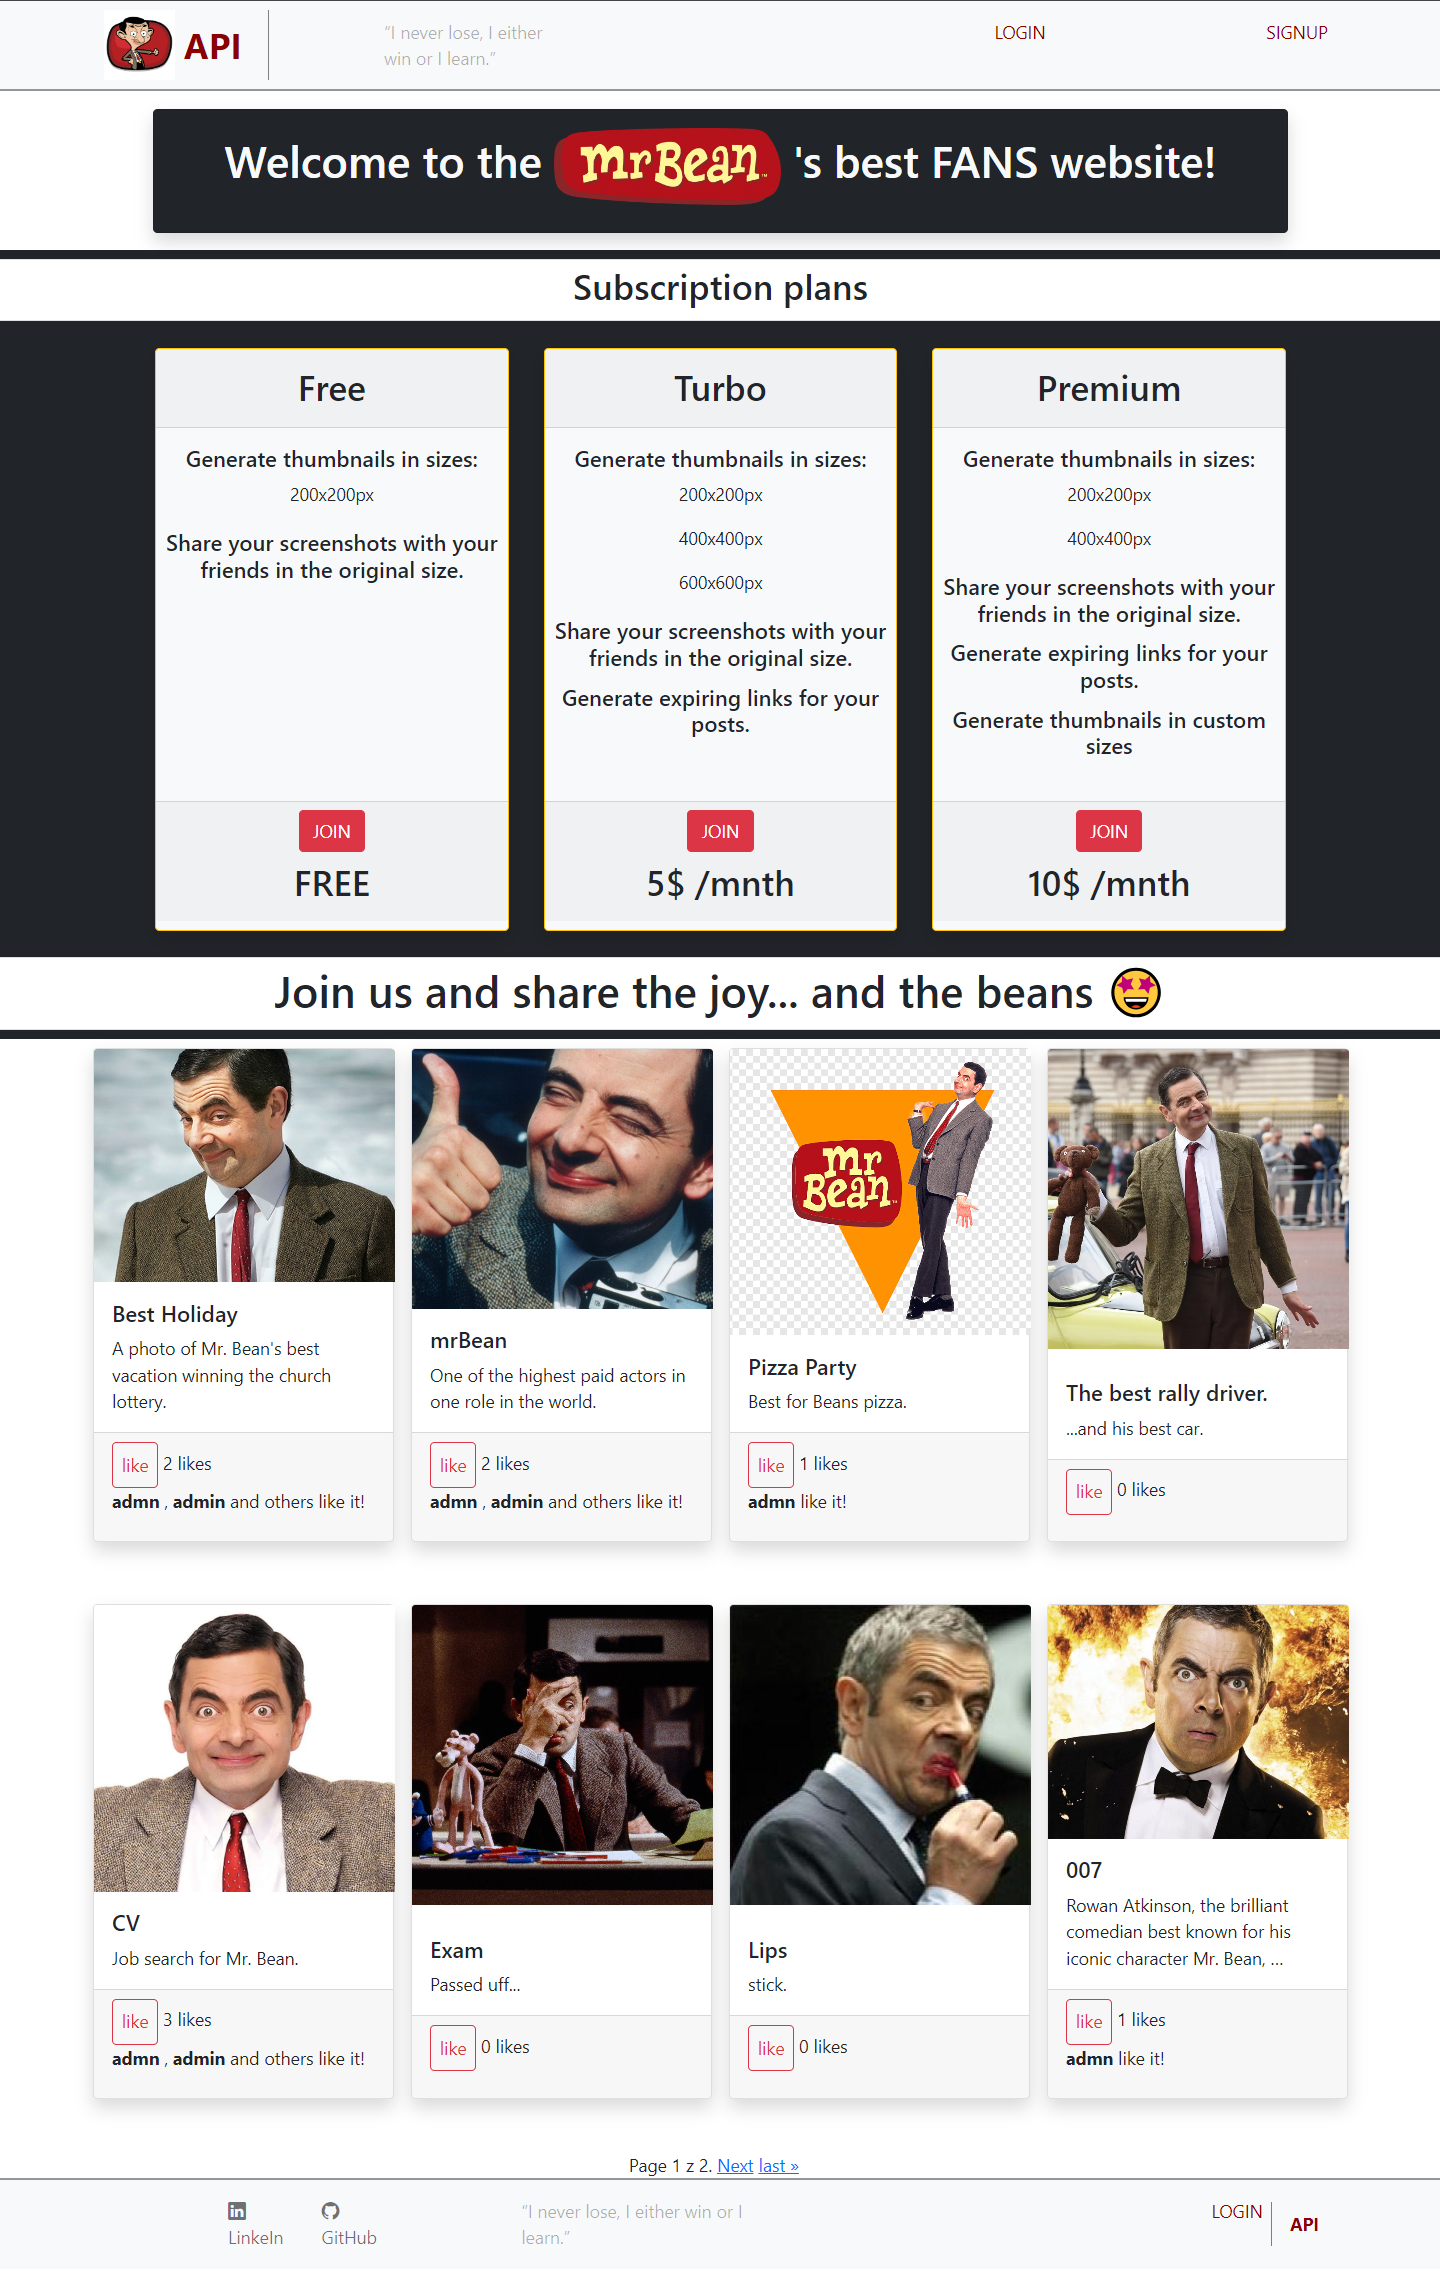 API
“I never lose, I either
win or I learn.”
LOGIN
SIGNUP
Welcome to the mrBean™ 's best FANS website!
Subscription plans
Free
Generate thumbnails in sizes:
200x200px
Share your screenshots with your
friends in the original size.
JOIN
FREE
Turbo
Generate thumbnails in sizes:
200x200px
400x400px
600x600px
Share your screenshots with your
friends in the original size.
Generate expiring links for your
posts.
JOIN
5$ /mnth
Premium
Generate thumbnails in sizes:
200x200px
400x400px
Share your screenshots with your
friends in the original size.
Generate expiring links for your
posts.
Generate thumbnails in custom
sizes
JOIN
10$ /mnth
Join us and share the joy... and the beans 🤩
Best Holiday
A photo of Mr. Bean's best
vacation winning the church
lottery.
like 2 likes
admn , admin and others like it!
mrBean
One of the highest paid actors in
one role in the world.
like 2 likes
admn , admin and others like it!
mr
Bean™
Pizza Party
Best for Beans pizza.
like 1 likes
admn like it!
The best rally driver.
...and his best car.
like 0 likes
CV
Job search for Mr. Bean.
like 3 likes
admn , admin and others like it!
Exam
Passed uff...
like 0 likes
Lips
stick.
like 0 likes
007
Rowan Atkinson, the brilliant
comedian best known for his
iconic character Mr. Bean, …
like 1 likes
admn like it!
Page 1 z 2. Next last »
LinkeIn
GitHub
“I never lose, I either win or I
learn.”
LOGIN
API